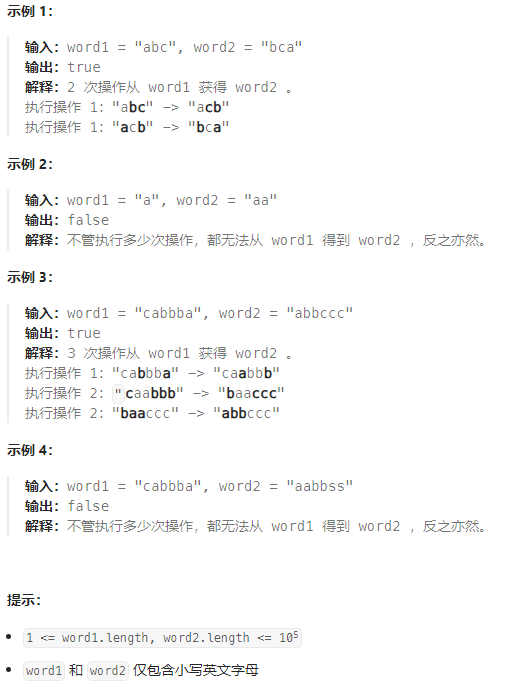 示例 1：
输入：word1 = "abc", word2 = "bca"
输出：true
解释：2 次操作从 word1 获得 word2 。
执行操作 1："abc" -> "acb"
执行操作 1："acb" -> "bca"
示例 2：
输入：word1 = "a", word2 = "aa"
输出：false
解释：不管执行多少次操作，都无法从 word1 得到 word2 ，反之亦然。
示例 3：
输入：word1 = "cabbba", word2 = "abbccc"
输出：true
解释：3 次操作从 word1 获得 word2 。
执行操作 1："cabbba" -> "caabbb"
执行操作 2："caabbb" -> "baaccc"
执行操作 2："baaccc" -> "abbccc"
示例 4：
输入：word1 = "cabbba", word2 = "aabbss"
输出：false
解释：不管执行多少次操作，都无法从 word1 得到 word2 ，反之亦然。
提示：
• 1 <= word1.length, word2.length <= 10⁵
• word1 和 word2 仅包含小写英文字母